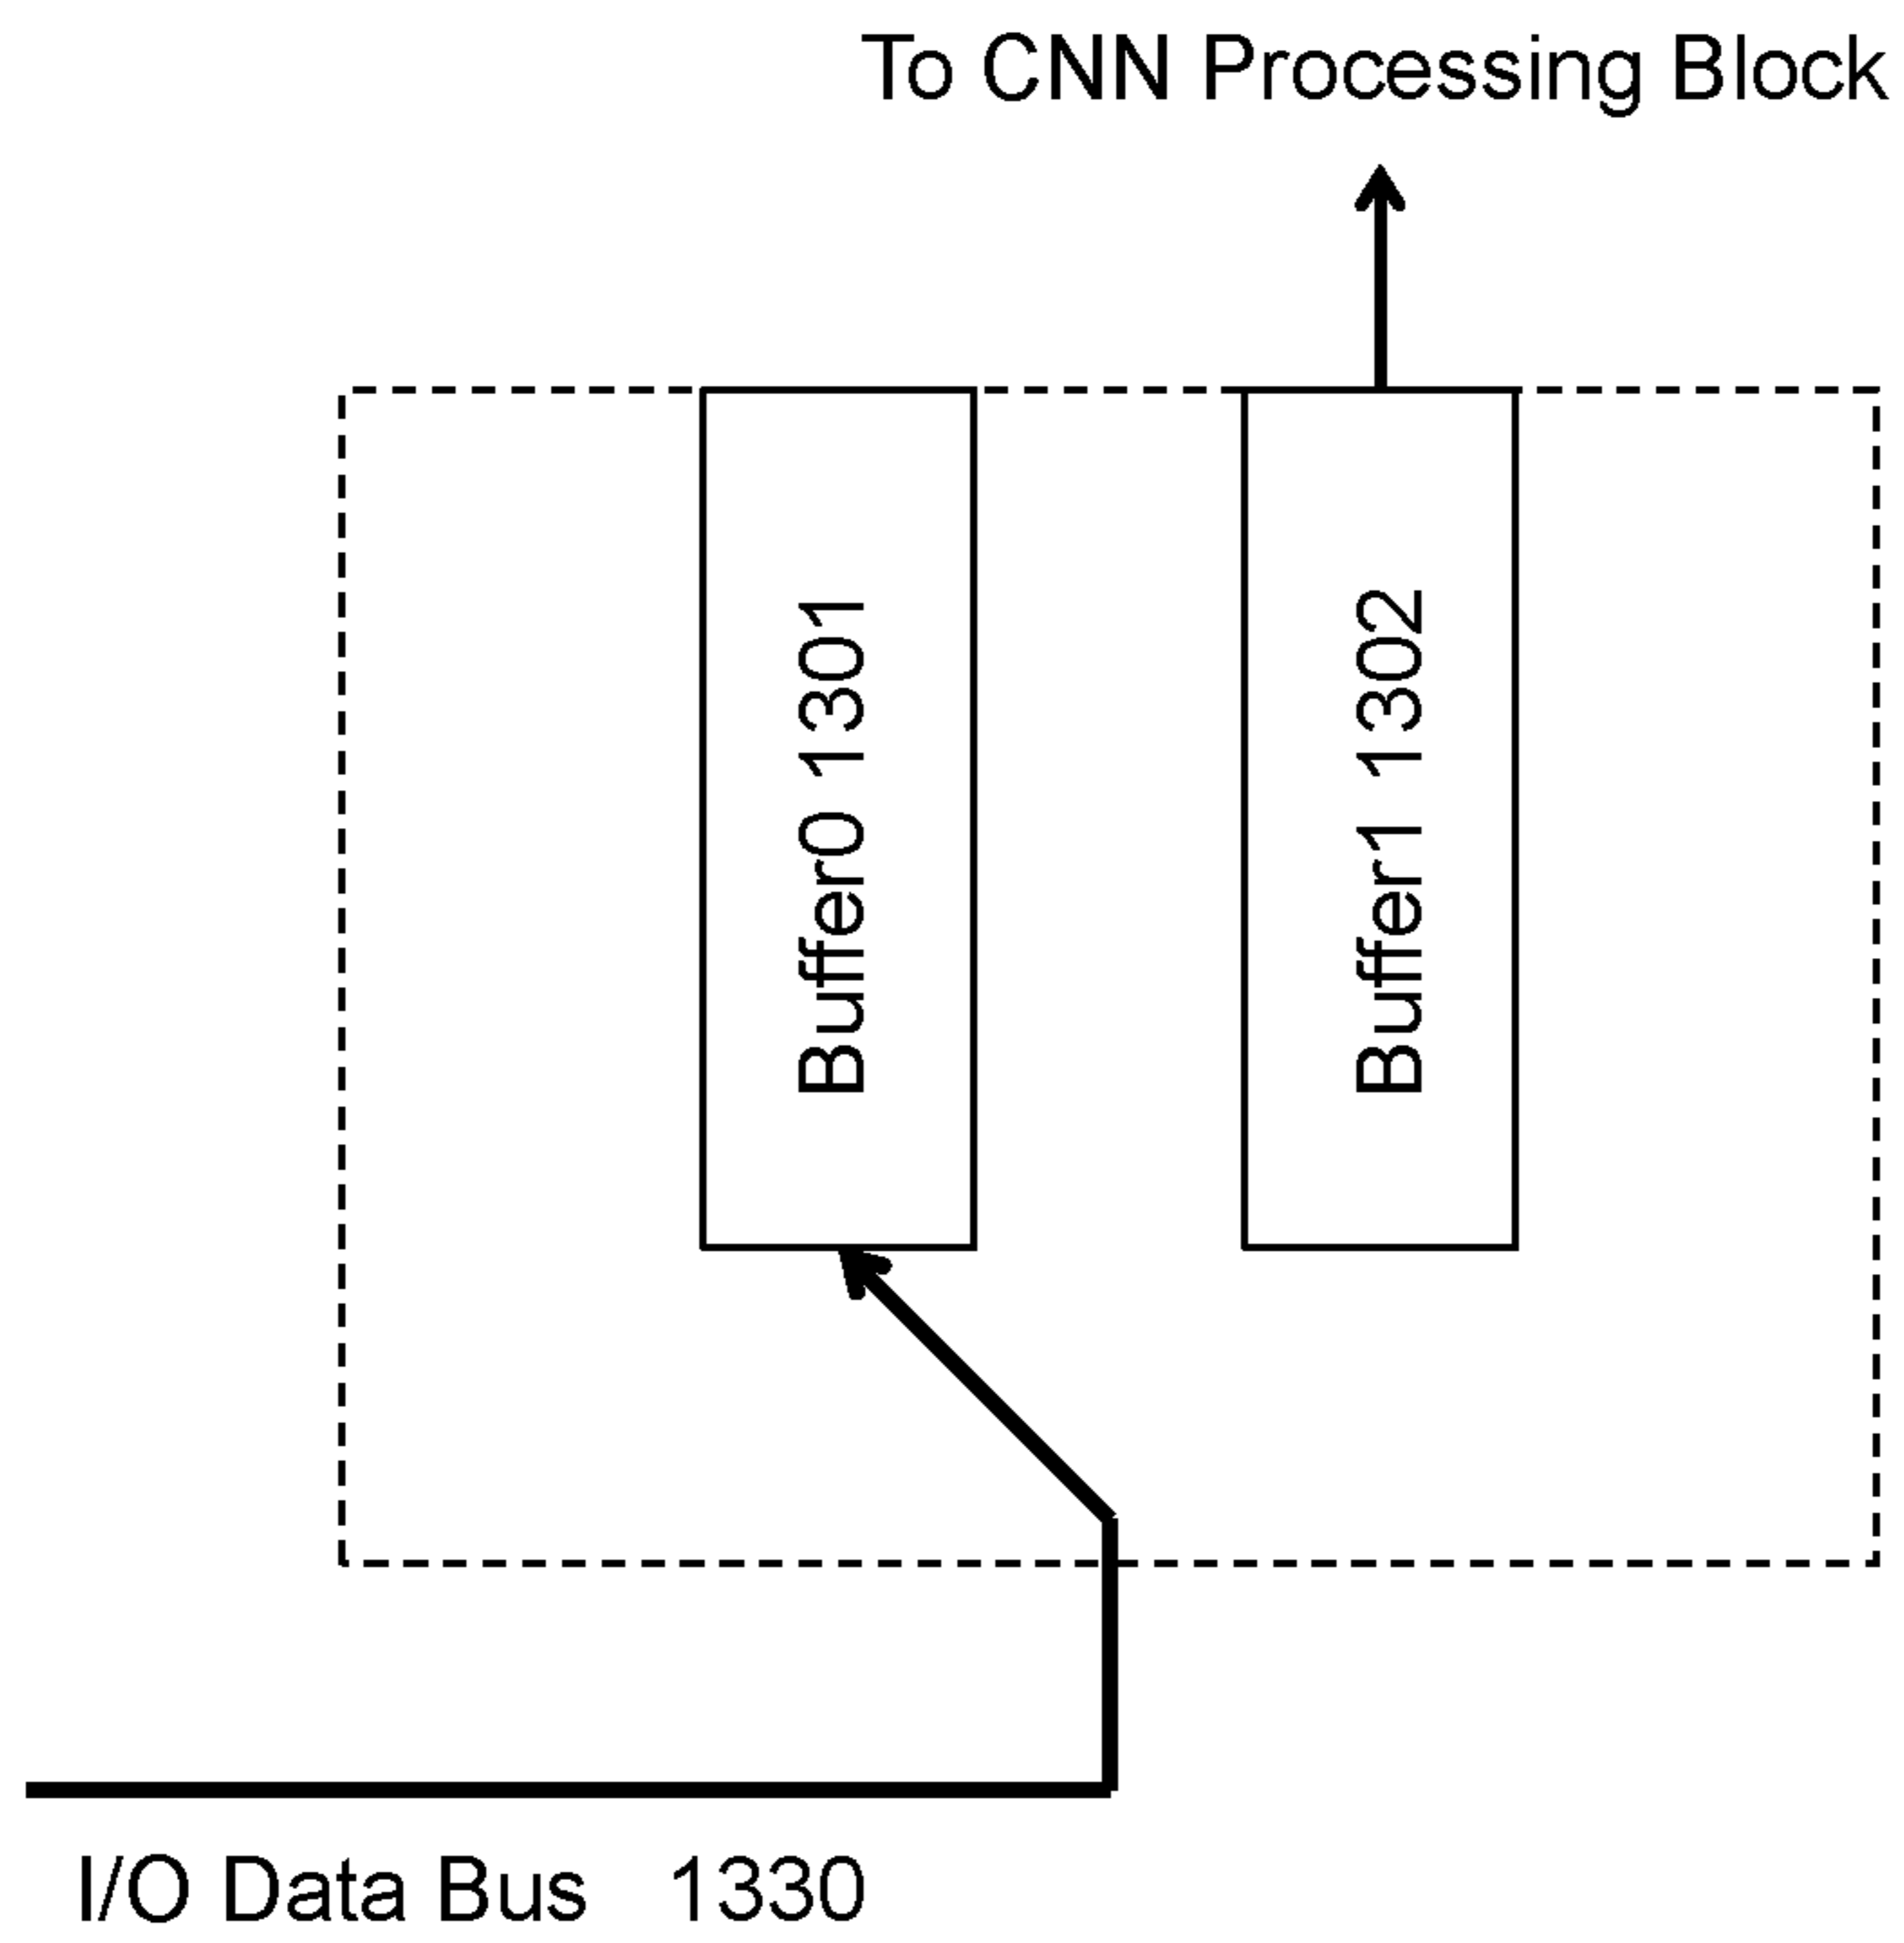 To CNN Processing Block
Buffer0 1301
Buffer1 1302
I/O Data Bus 1330